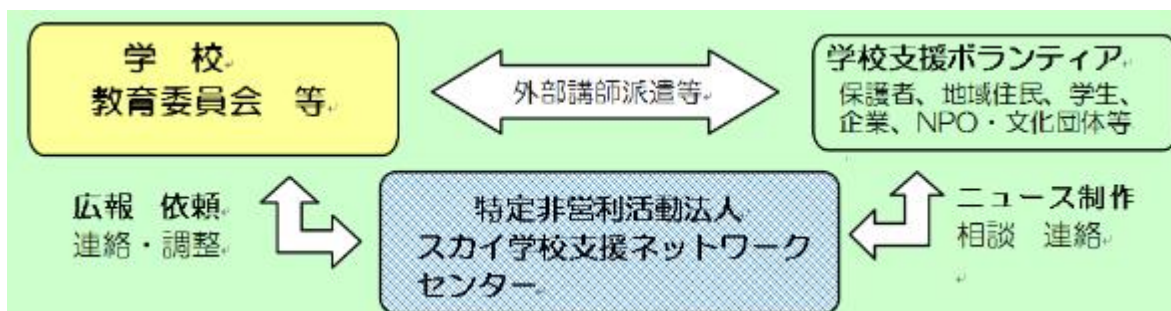 学 校
教育委員会 等
外部講師派遣等
学校支援ボランティア
保護者、地域住民、学生、
企業、NPO・文化団体等
広報 依頼
連絡・調整
特定非営利活動法人
スカイ学校支援ネットワーク
センター
ニュース制作
相談 連絡